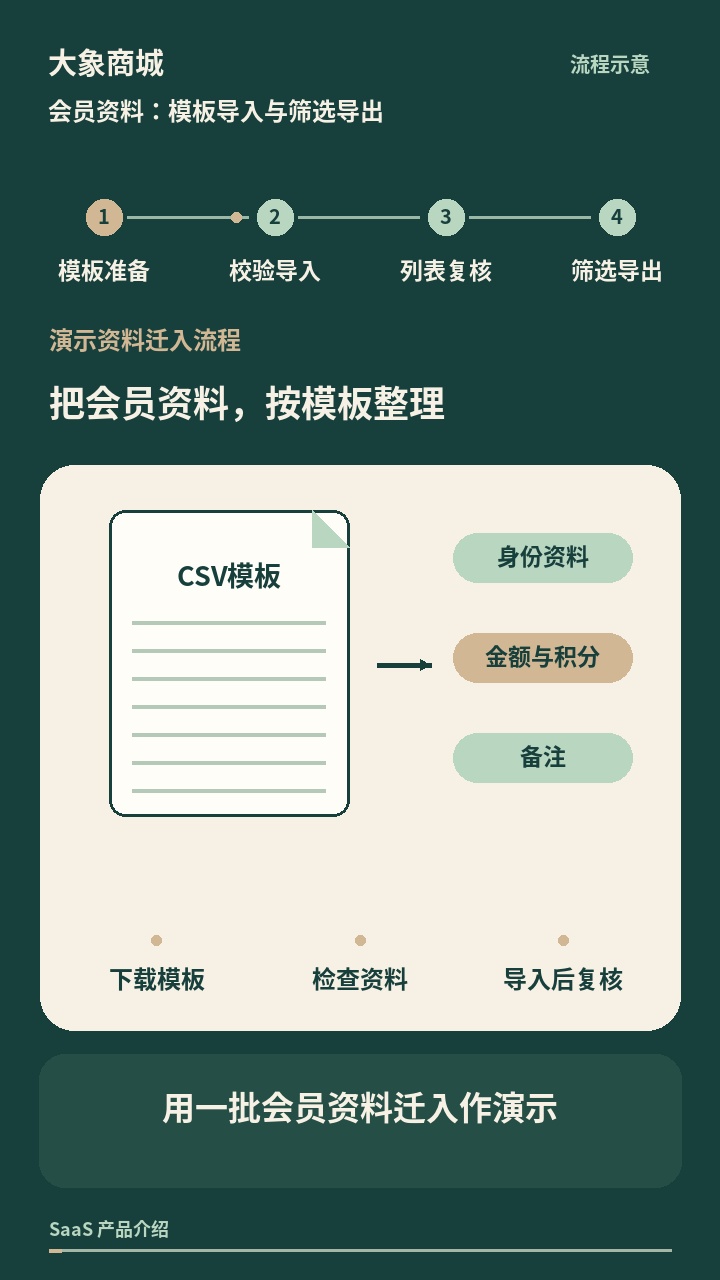 大象商城
流程示意
会员资料：模板导入与筛选导出
1
2
3
4
模板准备
校验导入
列表复核
筛选导出
演示资料迁入流程
把会员资料，按模板整理
CSV模板
身份资料
金额与积分
备注
下载模板
检查资料
导入后复核
用一批会员资料迁入作演示
SaaS 产品介绍